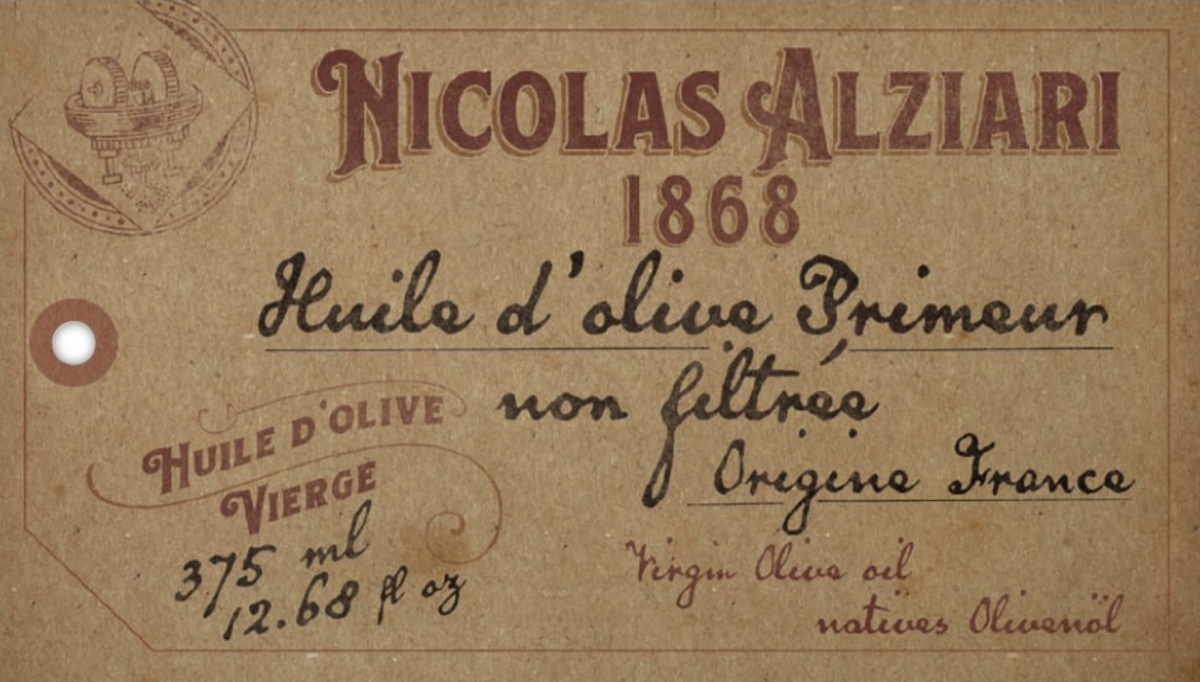 NICOLAS ALZIARI
1868
Huile d'olive Primeur
non filtrée
Origine France
HUILE D'OLIVE
VIERGE
375 ml
12.68 fl oz
Virgin Olive oil
natives Olivenöl